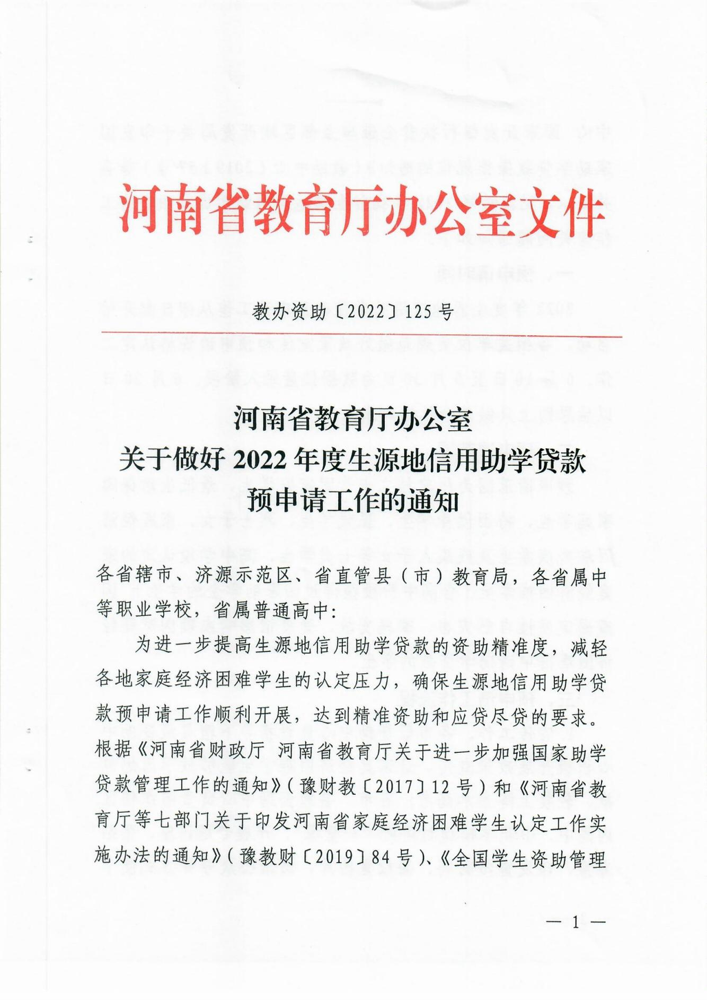 河南省教育厅办公室文件
教办资助〔2022〕125号
河南省教育厅办公室
关于做好 2022 年度生源地信用助学贷款
预申请工作的通知
各省辖市、济源示范区、省直管县（市）教育局，各省属中
等职业学校，省属普通高中：
为进一步提高生源地信用助学贷款的资助精准度，减轻
各地家庭经济困难学生的认定压力，确保生源地信用助学贷
款预申请工作顺利开展，达到精准资助和应贷尽贷的要求。
根据《河南省财政厅 河南省教育厅关于进一步加强国家助学
贷款管理工作的通知》（豫财教〔2017〕12 号）和《河南省教
育厅等七部门关于印发河南省家庭经济困难学生认定工作实
施办法的通知》（豫教财〔2019〕84 号）、《全国学生资助管理
— 1 —